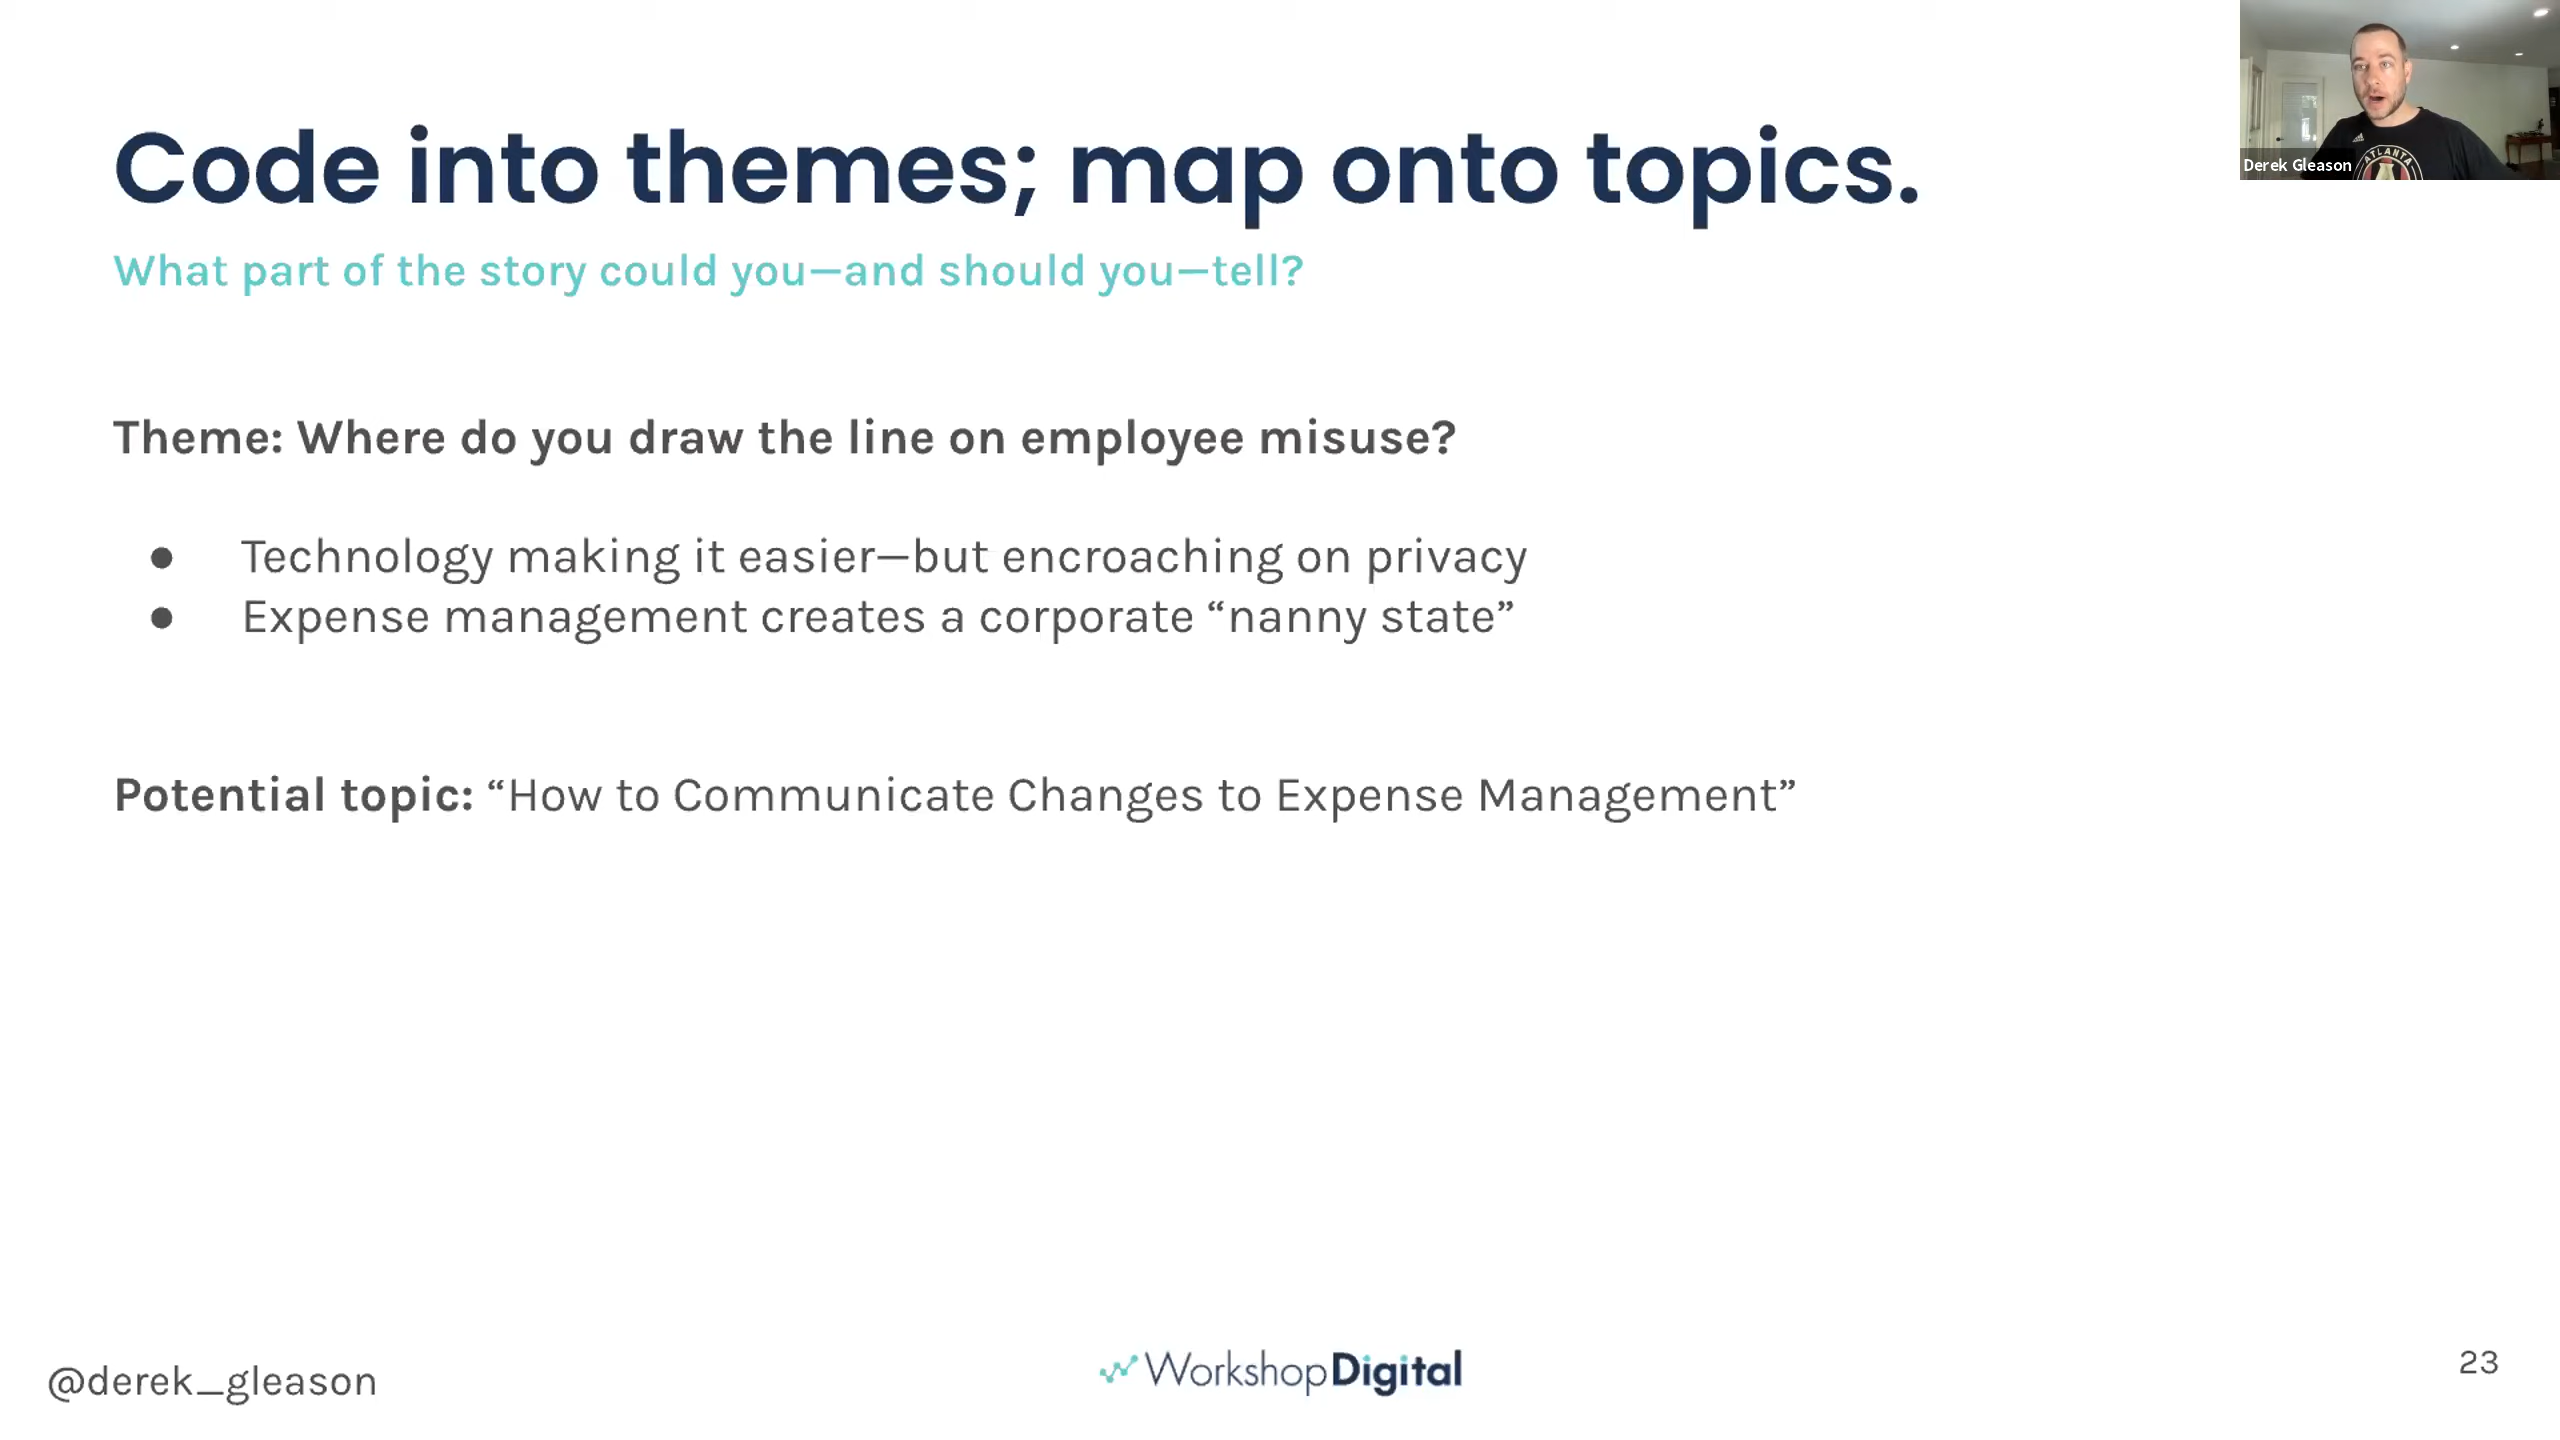 Code into themes; map onto topics.
What part of the story could you—and should you—tell?
Theme: Where do you draw the line on employee misuse?
● Technology making it easier—but encroaching on privacy
● Expense management creates a corporate “nanny state”
Potential topic: “How to Communicate Changes to Expense Management”
Derek Gleason
ATLANTA
@derek_gleason
WorkshopDigital
23